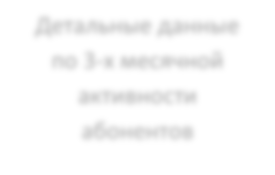 Детальные данные
по 3-х месячной
активности
абонентов